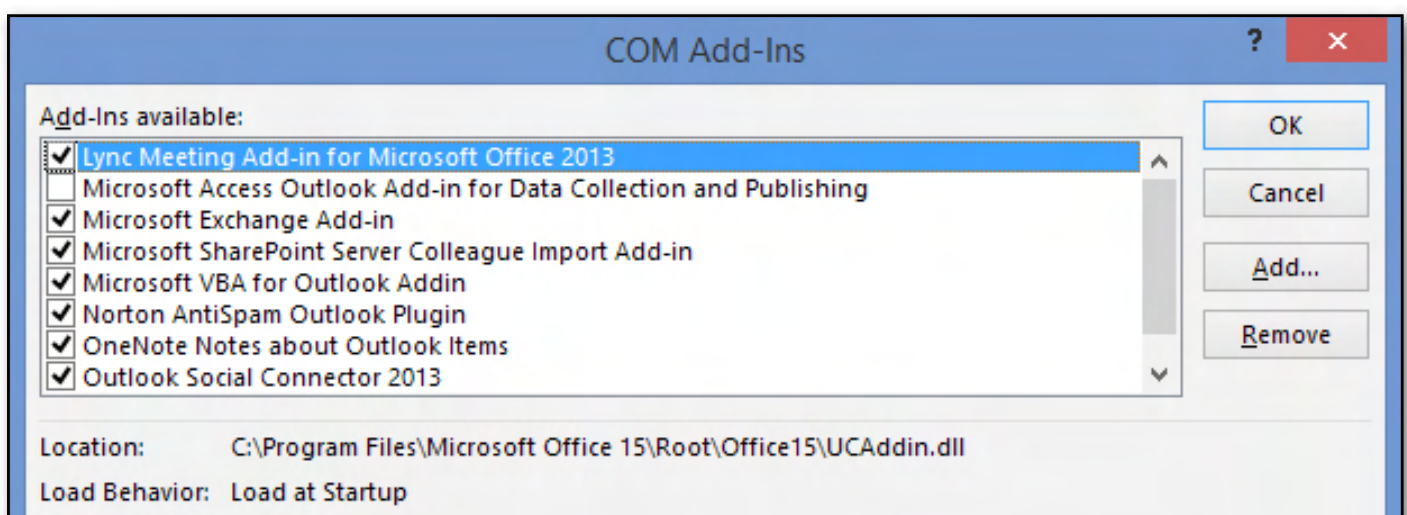 COM Add-Ins
?
×
Add-Ins available:
Lync Meeting Add-in for Microsoft Office 2013
Microsoft Access Outlook Add-in for Data Collection and Publishing
Microsoft Exchange Add-in
Microsoft SharePoint Server Colleague Import Add-in
Microsoft VBA for Outlook Addin
Norton AntiSpam Outlook Plugin
OneNote Notes about Outlook Items
Outlook Social Connector 2013
OK
Cancel
Add...
Remove
Location: C:\Program Files\Microsoft Office 15\Root\Office15\UCAddin.dll
Load Behavior: Load at Startup